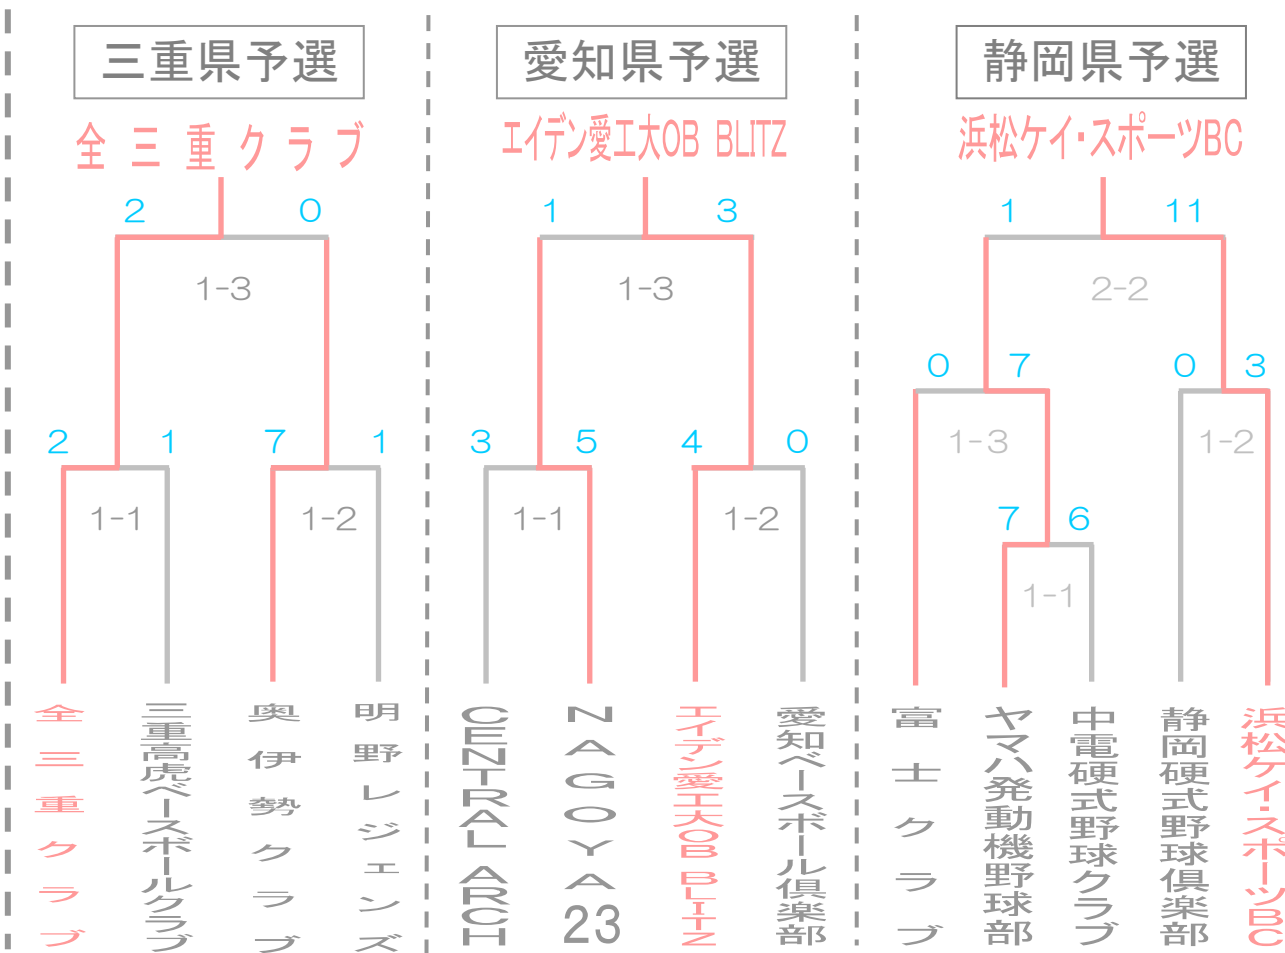 三重県予選
全三重クラブ
2 0
1-3
2 1 7 1
1-1 1-2
全三重クラブ
三重高虎ベースボールクラブ
奥伊勢クラブ
明野レジェンズ
愛知県予選
エイデン愛工大OB BLITZ
1 3
1-3
3 5 4 0
1-1 1-2
CENTRAL ARCH
NAGOYA23
エイデン愛工大OB BLITZ
愛知ベースボール倶楽部
静岡県予選
浜松ケイ・スポーツBC
1 11
2-2
0 7 0 3
1-3 1-2
7 6
1-1
富士クラブ
ヤマハ発動機野球部
中電硬式野球クラブ
静岡硬式野球倶楽部
浜松ケイ・スポーツBC